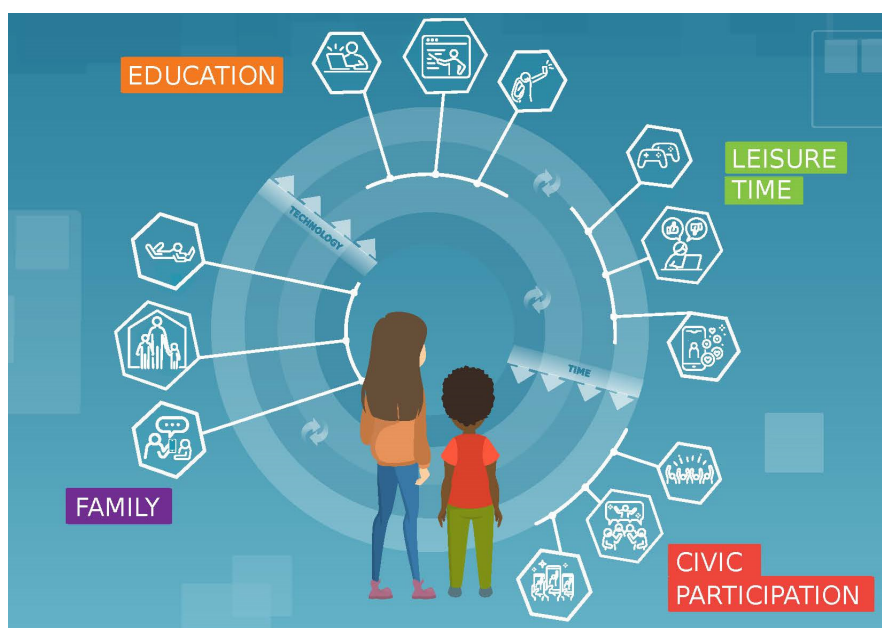 EDUCATION
LEISURE
TIME
TECHNOLOGY
TIME
FAMILY
CIVIC
PARTICIPATION